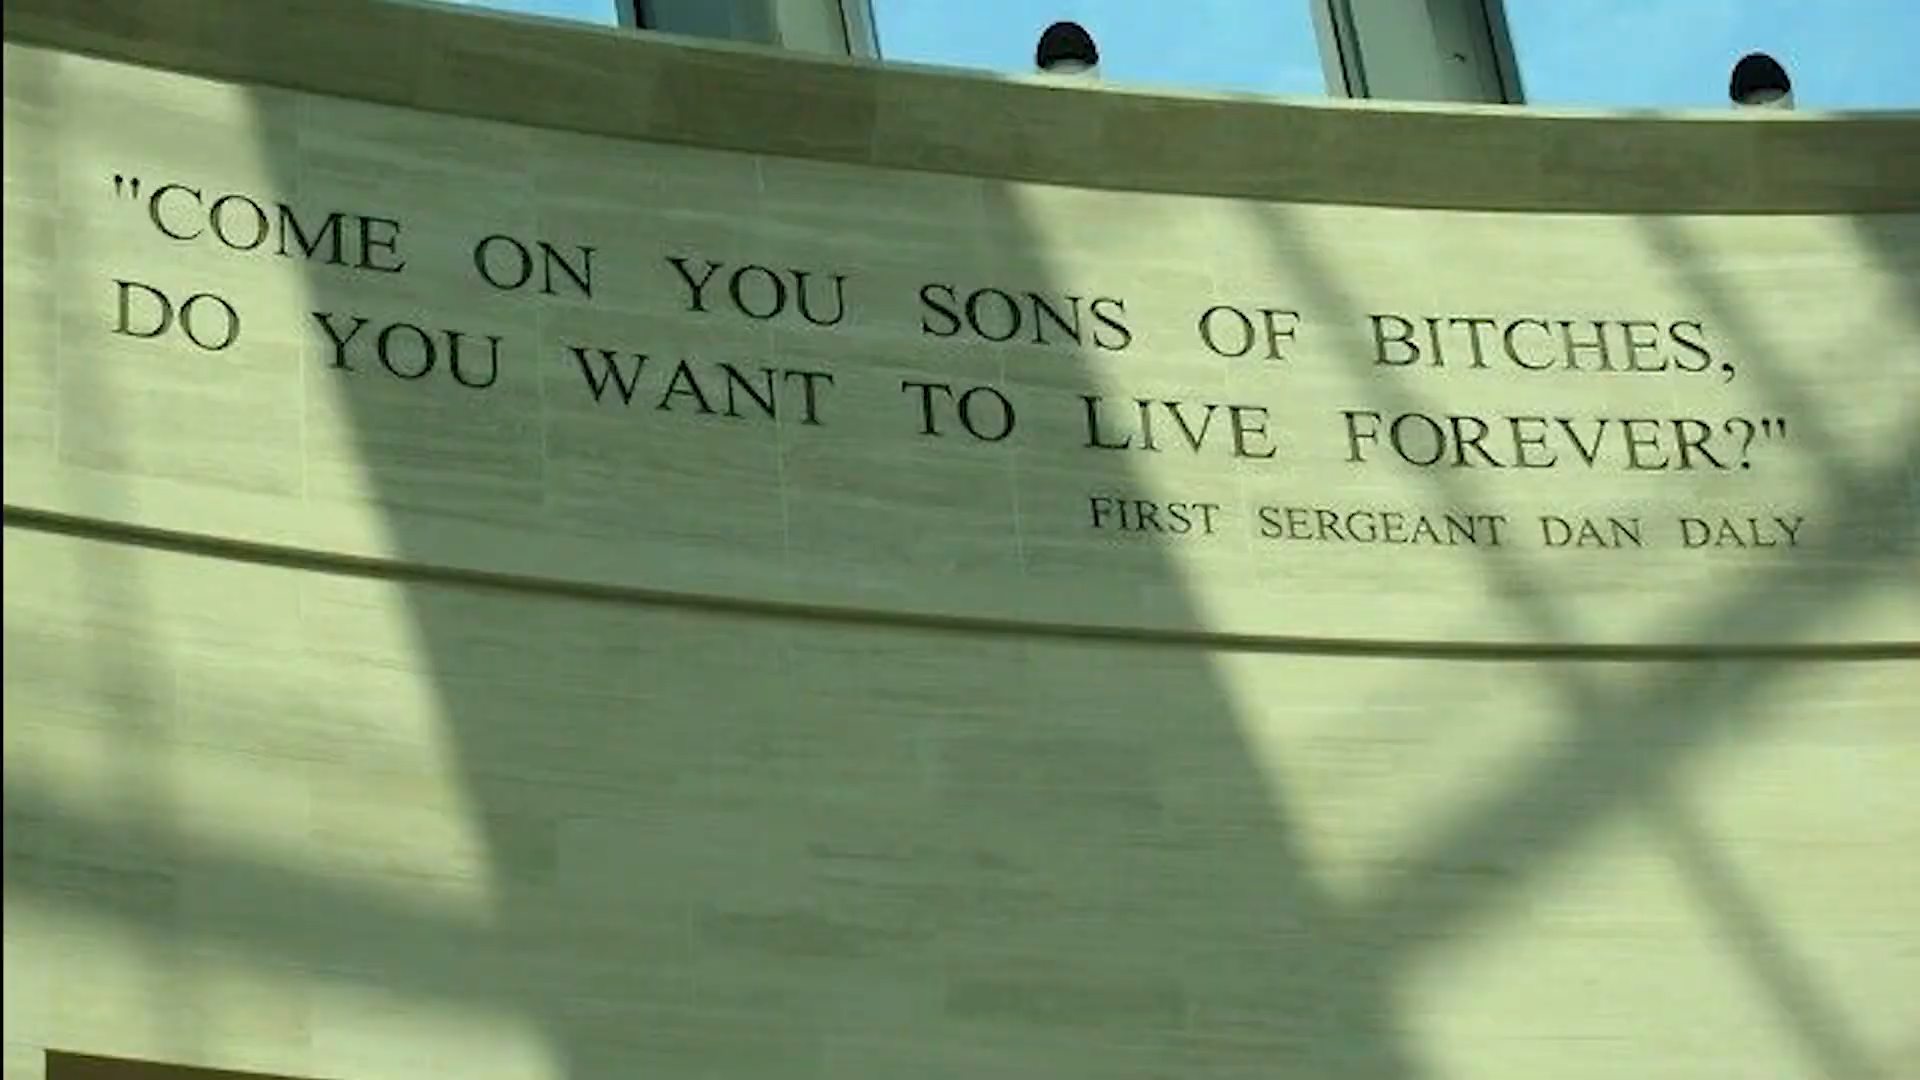 "COME ON YOU SONS OF BITCHES,
DO YOU WANT TO LIVE FOREVER?"
FIRST SERGEANT DAN DALY